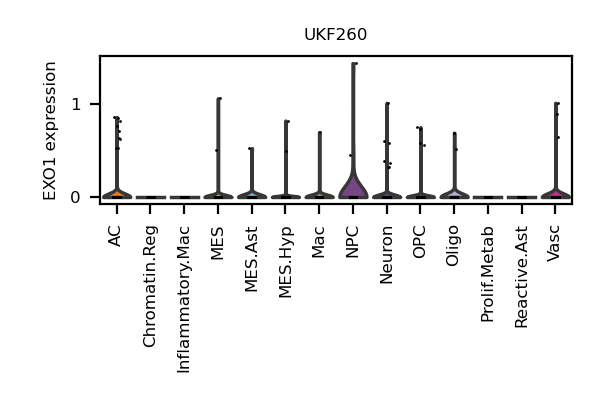 UKF260
EXO1 expression
1
0
AC
Chromatin.Reg
Inflammatory.Mac
MES
MES.Ast
MES.Hyp
Mac
NPC
Neuron
OPC
Oligo
Prolif.Metab
Reactive.Ast
Vasc